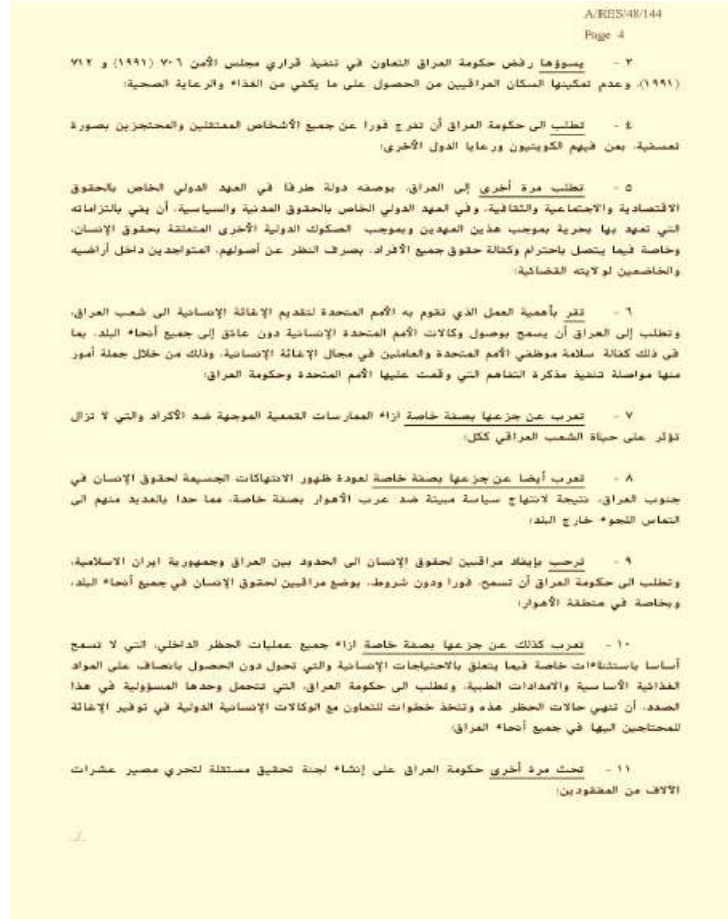 A/RES/48/144
Page 4
٣ - يسوؤها رفض حكومة العراق التعاون في تنفيذ قراري مجلس الأمن ٧٠٦ (١٩٩١) و ٧١٢
(١٩٩١)، وعدم تمكينها السكان العراقيين من الحصول على ما يكفي من الغذاء والرعاية الصحية؛
٤ - تطلب الى حكومة العراق أن تفرج فورا عن جميع الأشخاص المعتقلين والمحتجزين بصورة
تعسفية، بمن فيهم الكويتيون ورعايا الدول الأخرى؛
٥ - تطلب مرة أخرى إلى العراق، بوصفه دولة طرفا في العهد الدولي الخاص بالحقوق
الاقتصادية والاجتماعية والثقافية، وفي العهد الدولي الخاص بالحقوق المدنية والسياسية، أن يفي بالتزاماته
التي تعهد بها بحرية بموجب هذين العهدين وبموجب الصكوك الدولية الأخرى المتعلقة بحقوق الإنسان،
وخاصة فيما يتصل باحترام وكفالة حقوق جميع الأفراد، بصرف النظر عن أصولهم، المتواجدين داخل أراضيه
والخاضعين لولايته القضائية؛
٦ - تقر بأهمية العمل الذي تقوم به الأمم المتحدة لتقديم الإغاثة الإنسانية الى شعب العراق،
وتطلب إلى العراق أن يسمح بوصول وكالات الأمم المتحدة الإنسانية دون عائق إلى جميع أنحاء البلد، بما
في ذلك كفالة سلامة موظفي الأمم المتحدة والعاملين في مجال الإغاثة الإنسانية، وذلك من خلال جملة أمور
منها مواصلة تنفيذ مذكرة التفاهم التي وقعت عليها الأمم المتحدة وحكومة العراق؛
٧ - تعرب عن جزعها بصفة خاصة ازاء الممارسات القمعية الموجهة ضد الأكراد والتي لا تزال
تؤثر على حياة الشعب العراقي ككل؛
٨ - تعرب أيضا عن جزعها بصفة خاصة لعودة ظهور الانتهاكات الجسيمة لحقوق الإنسان في
جنوب العراق، نتيجة لانتهاج سياسة مبيتة ضد عرب الأهوار بصفة خاصة، مما حدا بالعديد منهم الى
التماس اللجوء خارج البلد؛
٩ - ترحب بإيفاد مراقبين لحقوق الإنسان الى الحدود بين العراق وجمهورية ايران الاسلامية،
وتطلب الى حكومة العراق أن تسمح، فورا ودون شروط، بوضع مراقبين لحقوق الإنسان في جميع أنحاء البلد،
وبخاصة في منطقة الأهوار؛
١٠ - تعرب كذلك عن جزعها بصفة خاصة ازاء جميع عمليات الحظر الداخلي، التي لا تسمح
أساسا باستثناءات خاصة فيما يتعلق بالاحتياجات الإنسانية والتي تحول دون الحصول بانصاف على المواد
الغذائية الأساسية والامدادات الطبية، وتطلب الى حكومة العراق، التي تتحمل وحدها المسؤولية في هذا
الصدد، أن تنهي حالات الحظر هذه وتتخذ خطوات للتعاون مع الوكالات الإنسانية الدولية في توفير الإغاثة
للمحتاجين اليها في جميع أنحاء العراق؛
١١ - تحث مرة أخرى حكومة العراق على إنشاء لجنة تحقيق مستقلة لتحري مصير عشرات
الآلاف من المفقودين؛
/..